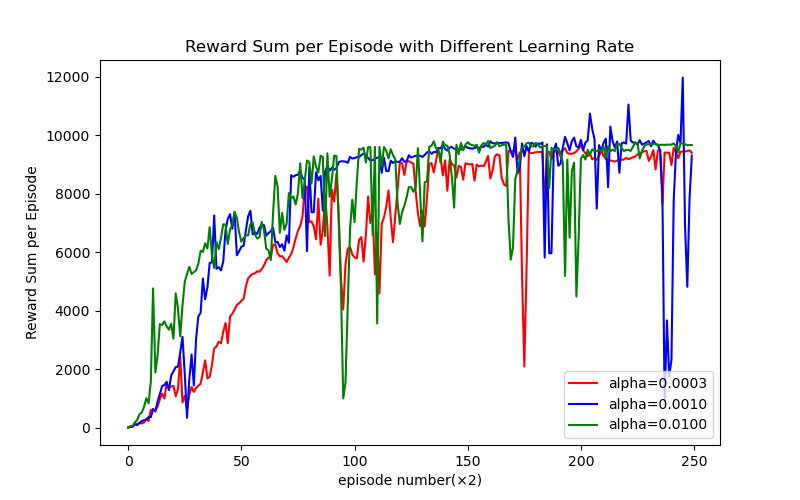 Reward Sum per Episode with Different Learning Rate
Reward Sum per Episode
12000
10000
8000
6000
4000
2000
0
0 50 100 150 200 250
episode number(×2)
alpha=0.0003
alpha=0.0010
alpha=0.0100